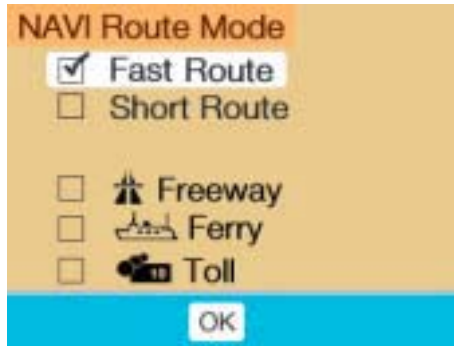 NAVI Route Mode
Fast Route
Short Route
Freeway
Ferry
Toll
OK